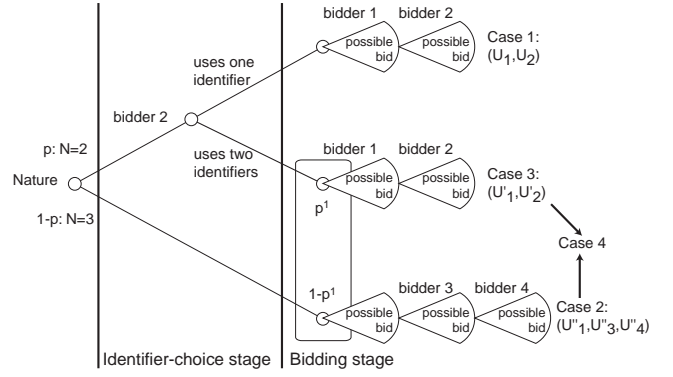 bidder 1 bidder 2
possible bid possible bid
Case 1:
(U1,U2)
uses one
identifier
bidder 2
p: N=2
uses two
identifiers
Nature
1-p: N=3
bidder 1 bidder 2
possible bid possible bid
Case 3:
(U'1,U'2)
p¹
Case 4
1-p¹
bidder 3 bidder 4
possible bid possible bid possible bid
Case 2:
(U"1,U"3,U"4)
Identifier-choice stage Bidding stage